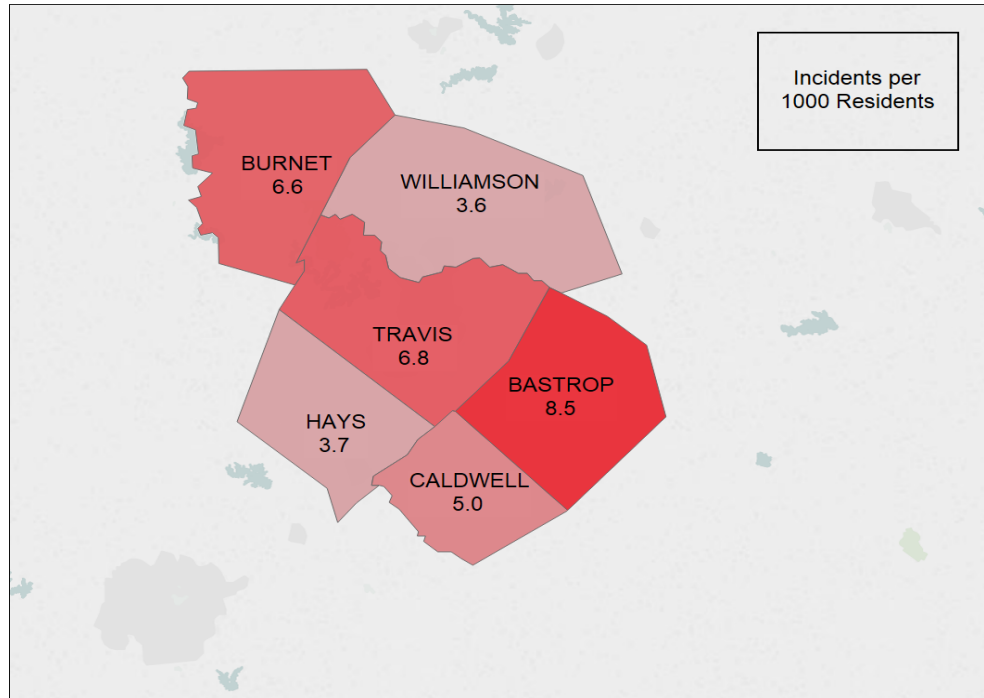 Incidents per
1000 Residents
BURNET
6.6
WILLIAMSON
3.6
TRAVIS
6.8
BASTROP
8.5
HAYS
3.7
CALDWELL
5.0